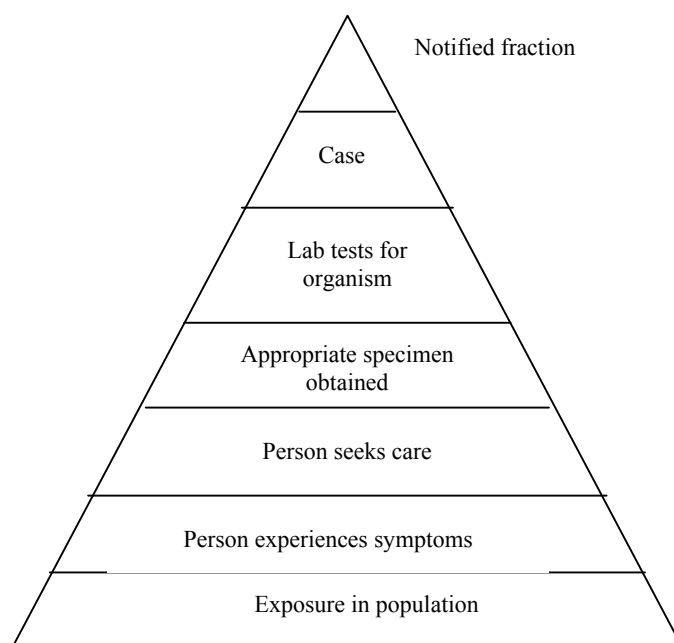 Notified fraction
Case
Lab tests for
organism
Appropriate specimen
obtained
Person seeks care
Person experiences symptoms
Exposure in population